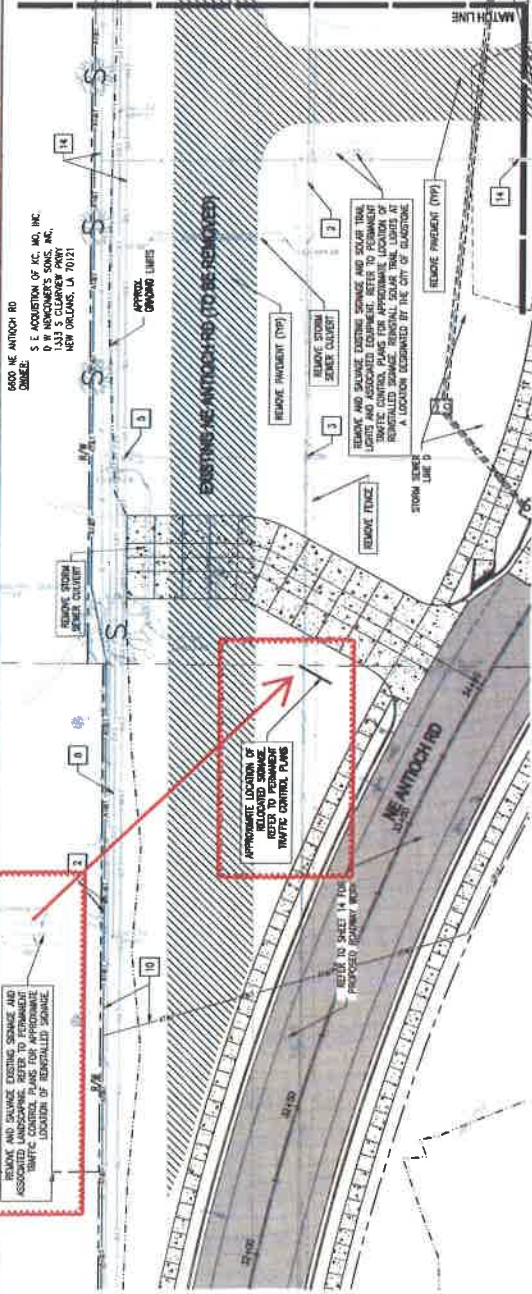 6600 NE ANTIOCH RD
OWNER:
S E ACQUISITION OF KC, MO, INC.
D W NEWCOMER'S SONS, INC,
1333 S CLEARVIEW PKWY
NEW ORLEANS, LA 70121
REMOVE AND SALVAGE EXISTING SIGNAGE AND
ASSOCIATED LANDSCAPING. REFER TO PERMANENT
TRAFFIC CONTROL PLANS FOR APPROXIMATE
LOCATION OF REINSTALLED SIGNAGE.
R/W
10
2
8
REMOVE STORM
SEWER CULVERT
R/W
S
S
S
S
5
14
APPROX.
GRADING LIMITS
EXISTING NE ANTIOCH RD (TO BE REMOVED)
REMOVE PAVEMENT (TYP)
REMOVE STORM
SEWER CULVERT
APPROXIMATE LOCATION OF
RELOCATED SIGNAGE.
REFER TO PERMANENT
TRAFFIC CONTROL PLANS
REMOVE FENCE
3
2
REMOVE AND SALVAGE EXISTING SIGNAGE AND SOLAR TRAIL
LIGHTS AND ASSOCIATED EQUIPMENT. REFER TO PERMANENT
TRAFFIC CONTROL PLANS FOR APPROXIMATE LOCATION OF
REINSTALLED SIGNAGE. REINSTALL SOLAR TRAIL LIGHTS AT
A LOCATION DESIGNATED BY THE CITY OF GLADSTONE
REMOVE PAVEMENT (TYP)
STORM SEWER
LINE D
14
MATCH LINE
REFER TO SHEET 14 FOR
PROPOSED ROADWAY WORK
NE ANTIOCH RD
32+00
32+50